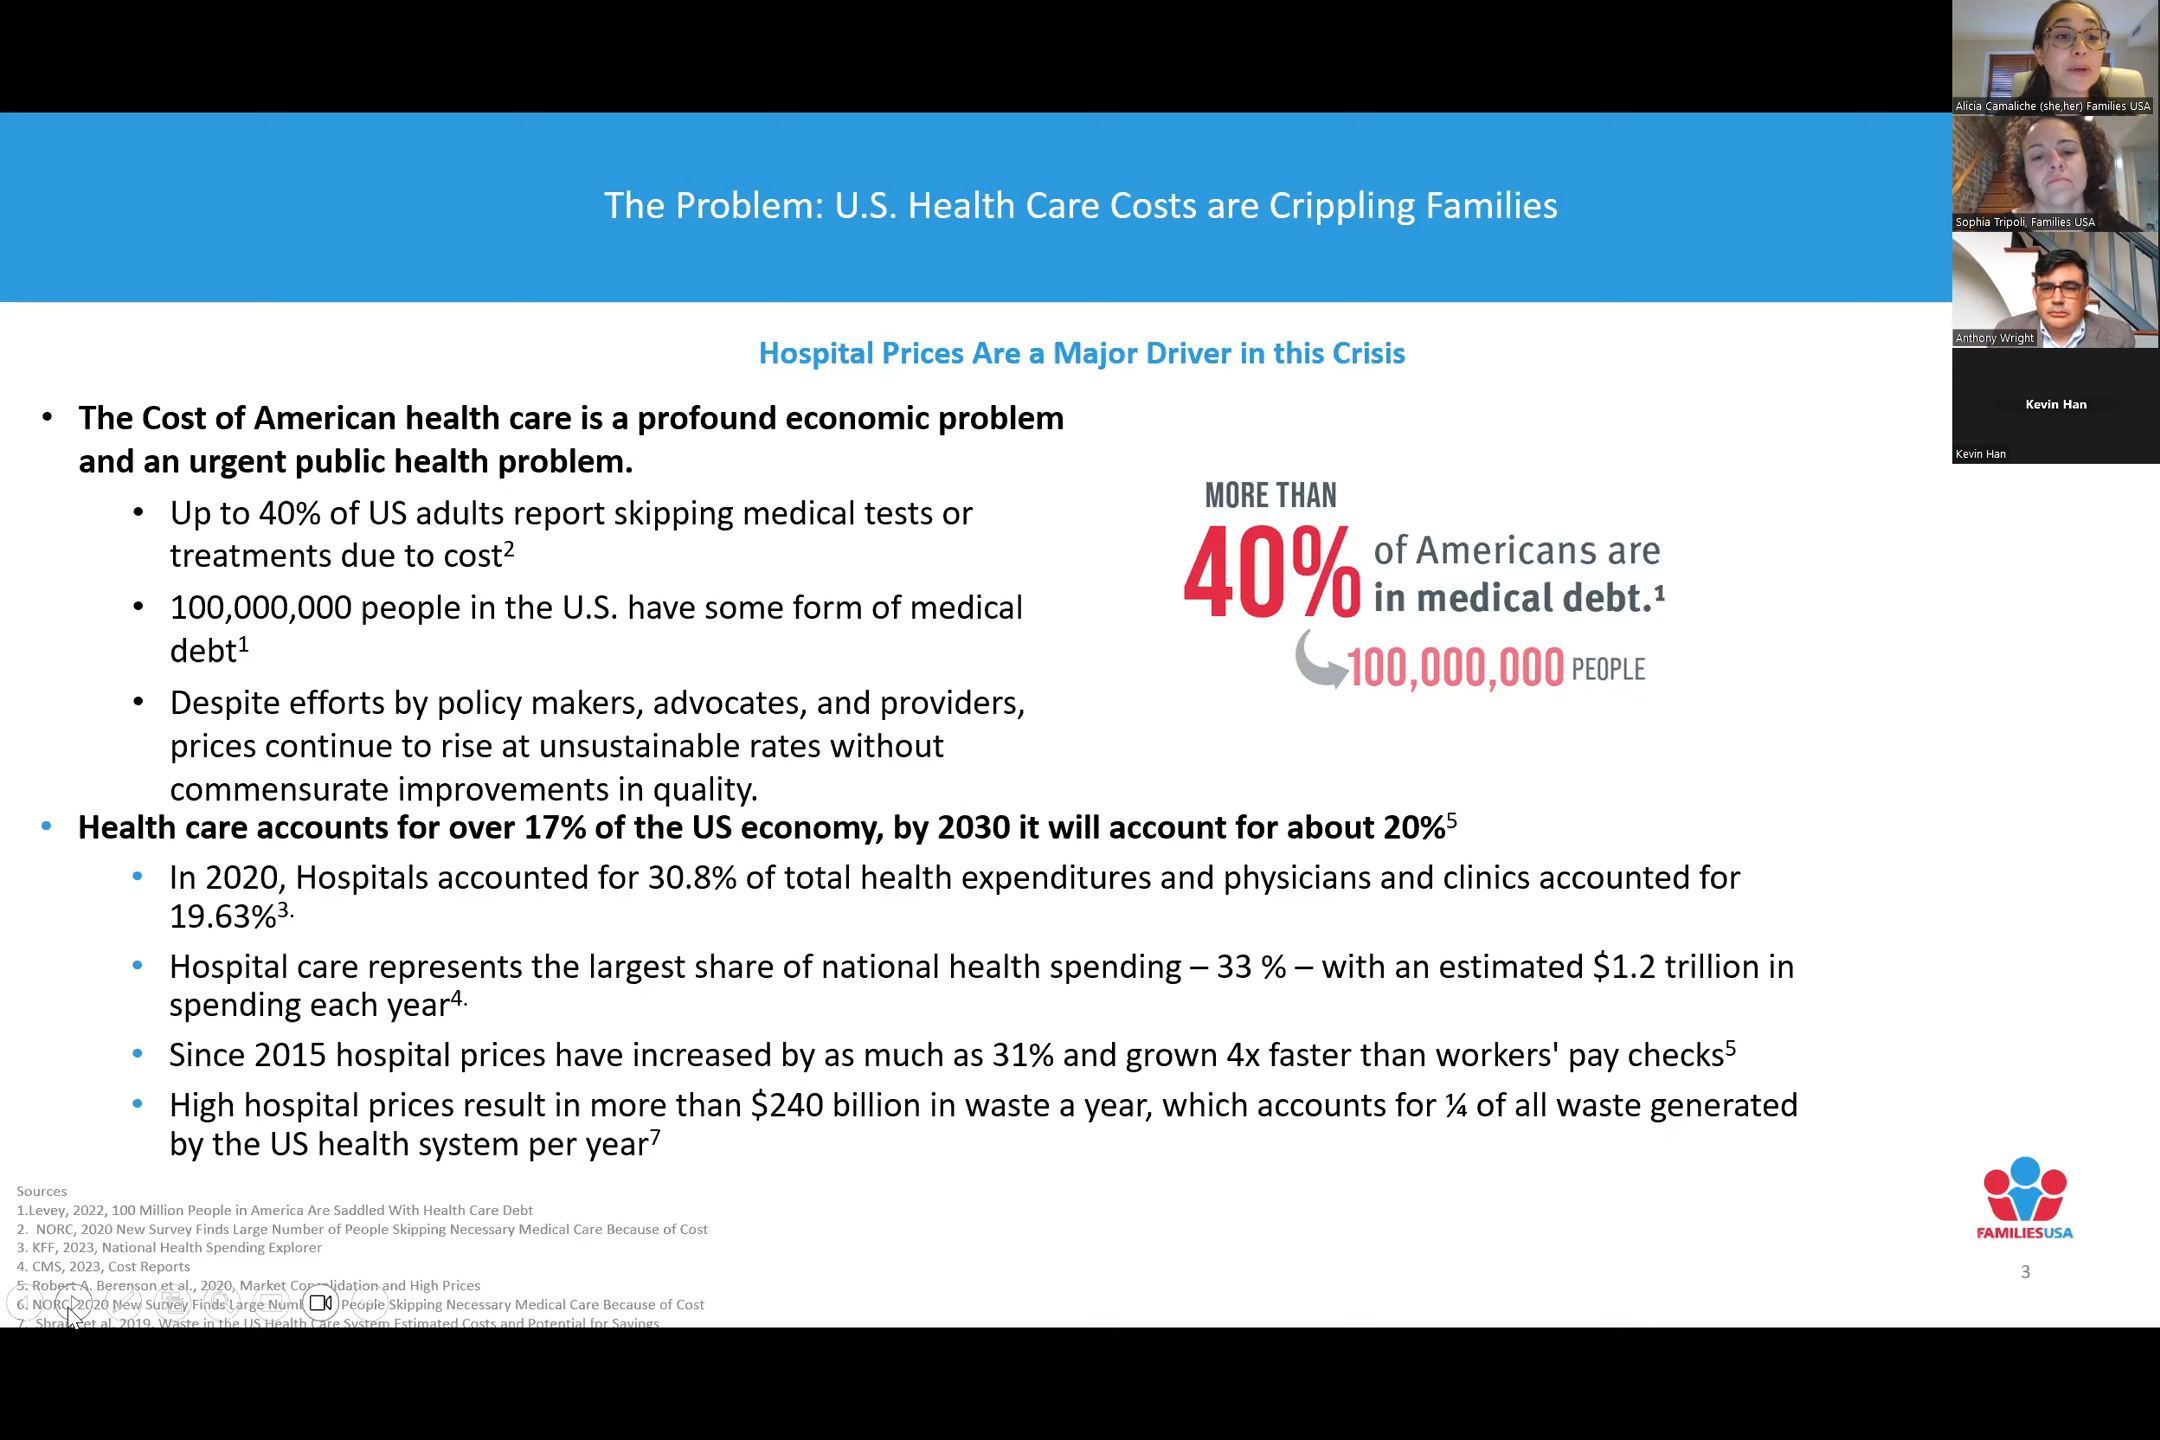 The Problem: U.S. Health Care Costs are Crippling Families
Hospital Prices Are a Major Driver in this Crisis
• The Cost of American health care is a profound economic problem
and an urgent public health problem.
• Up to 40% of US adults report skipping medical tests or
treatments due to cost2
• 100,000,000 people in the U.S. have some form of medical
debt1
• Despite efforts by policy makers, advocates, and providers,
prices continue to rise at unsustainable rates without
commensurate improvements in quality.
MORE THAN
40% of Americans are
in medical debt.1
100,000,000 PEOPLE
• Health care accounts for over 17% of the US economy, by 2030 it will account for about 20%5
• In 2020, Hospitals accounted for 30.8% of total health expenditures and physicians and clinics accounted for
19.63%3.
• Hospital care represents the largest share of national health spending – 33 % – with an estimated $1.2 trillion in
spending each year4.
• Since 2015 hospital prices have increased by as much as 31% and grown 4x faster than workers' pay checks5
• High hospital prices result in more than $240 billion in waste a year, which accounts for ¼ of all waste generated
by the US health system per year7
Sources
1.Levey, 2022, 100 Million People in America Are Saddled With Health Care Debt
2. NORC, 2020 New Survey Finds Large Number of People Skipping Necessary Medical Care Because of Cost
3. KFF, 2023, National Health Spending Explorer
4. CMS, 2023, Cost Reports
5. Robert A. Berenson et al., 2020, Market Consolidation and High Prices
6. NORC, 2020 New Survey Finds Large People Skipping Necessary Medical Care Because of Cost
7. et al. 2019, Waste in the US Health Care System Estimated Costs and Potential for Savings
FAMILIESUSA
3
Alicia Camaliche (she,her) Families USA
Sophia Tripoli, Families USA
Anthony Wright
Kevin Han
Kevin Han